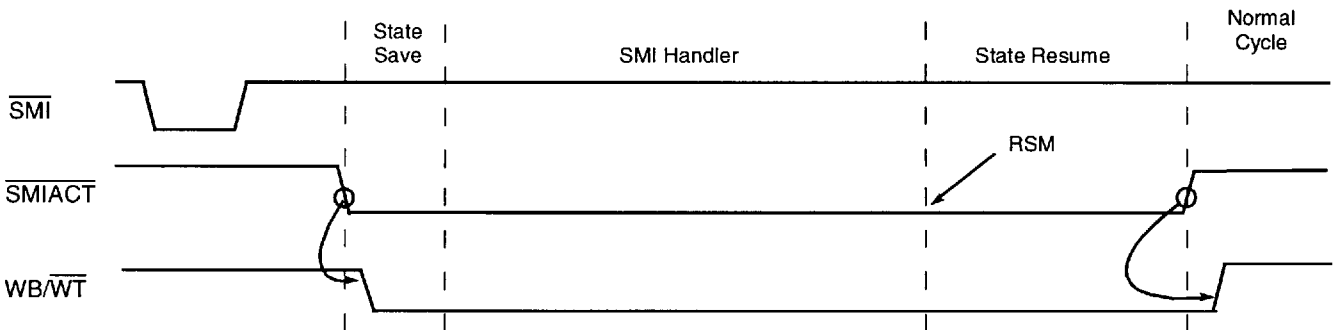 State
Save
SMI Handler
State Resume
Normal
Cycle
SMI
SMIACT
RSM
WB/WT